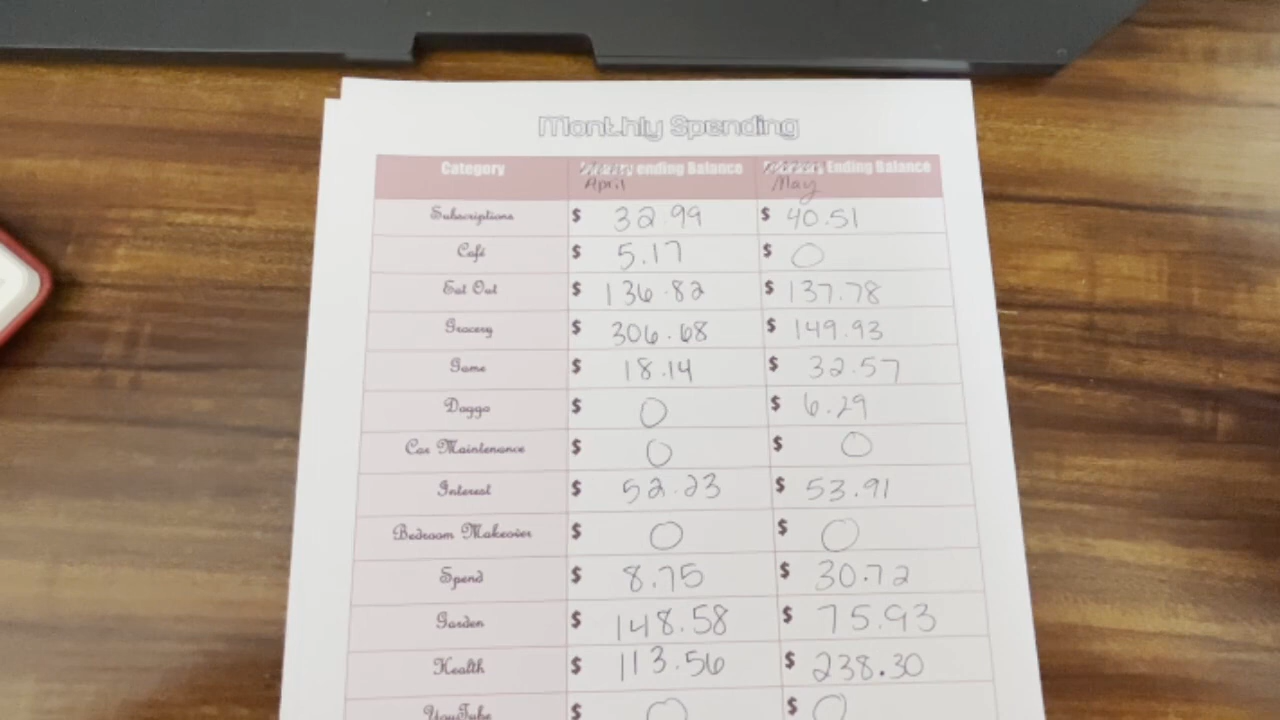 Monthly Spending
Category ending Balance Ending Balance
April May
Subscriptions $ 32.99 $ 40.51
Café $ 5.17 $ 0
Eat Out $ 136.82 $ 137.78
Grocery $ 306.68 $ 149.93
Game $ 18.14 $ 32.57
Doggo $ 0 $ 6.29
Car Maintenance $ 0 $ 0
Interest $ 52.23 $ 53.91
Bedroom Makeover $ 0 $ 0
Spend $ 8.75 $ 30.72
Garden $ 148.58 $ 75.93
Health $ 113.56 $ 238.30
YouTube $ 0 $ 0